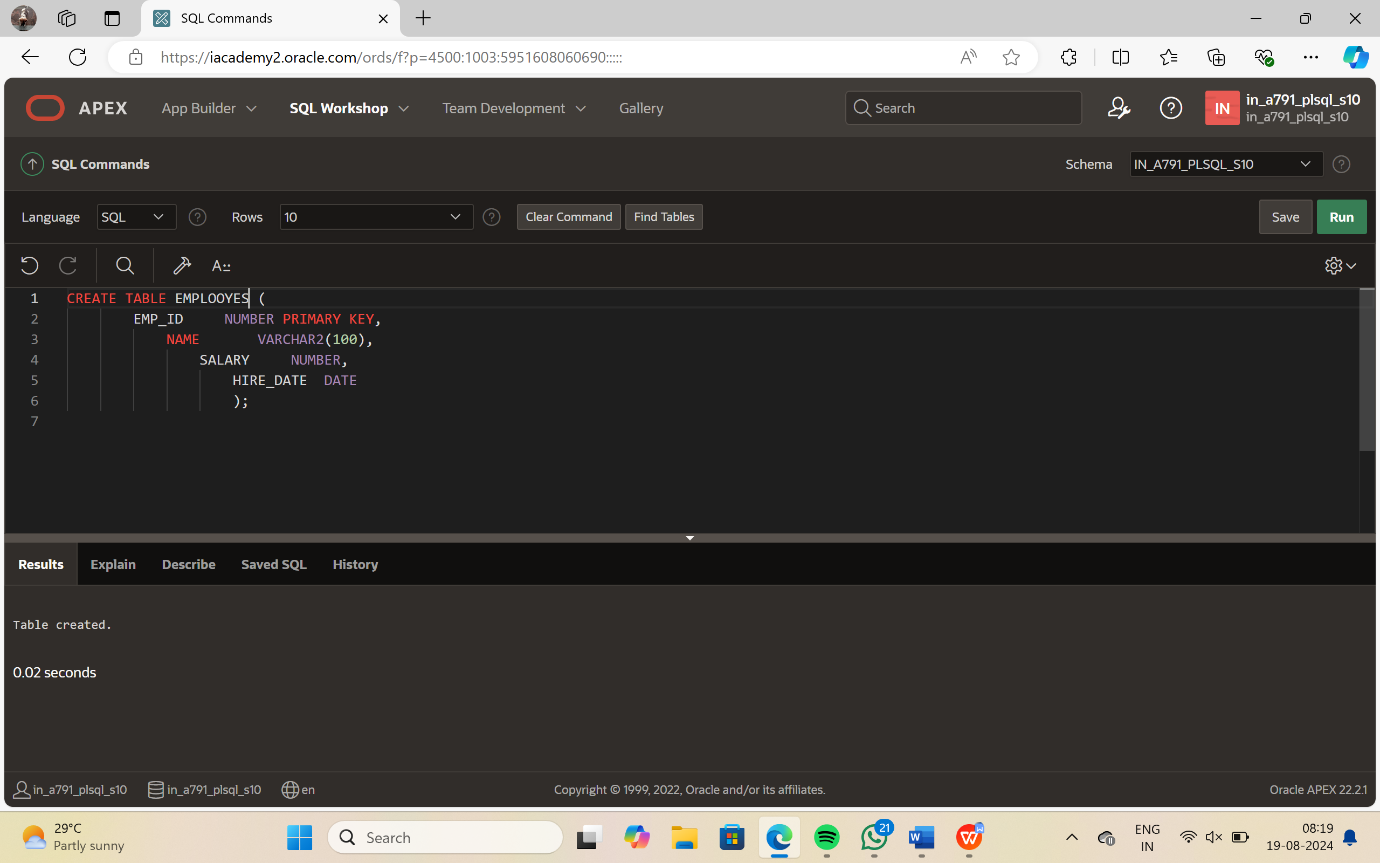 SQL Commands
https://iacademy2.oracle.com/ords/f?p=4500:1003:5951608060690:::::
APEX App Builder SQL Workshop Team Development Gallery Search IN in_a791_plsql_s10
in_a791_plsql_s10
SQL Commands Schema IN_A791_PLSQL_S10
Language SQL Rows 10 Clear Command Find Tables Save Run
1 CREATE TABLE EMPLOOYES (
2 EMP_ID NUMBER PRIMARY KEY,
3 NAME VARCHAR2(100),
4 SALARY NUMBER,
5 HIRE_DATE DATE
6 );
7
Results Explain Describe Saved SQL History
Table created.
0.02 seconds
in_a791_plsql_s10 in_a791_plsql_s10 en Copyright © 1999, 2022, Oracle and/or its affiliates. Oracle APEX 22.2.1
29°C
Partly sunny
Search
21
ENG
IN
08:19
19-08-2024